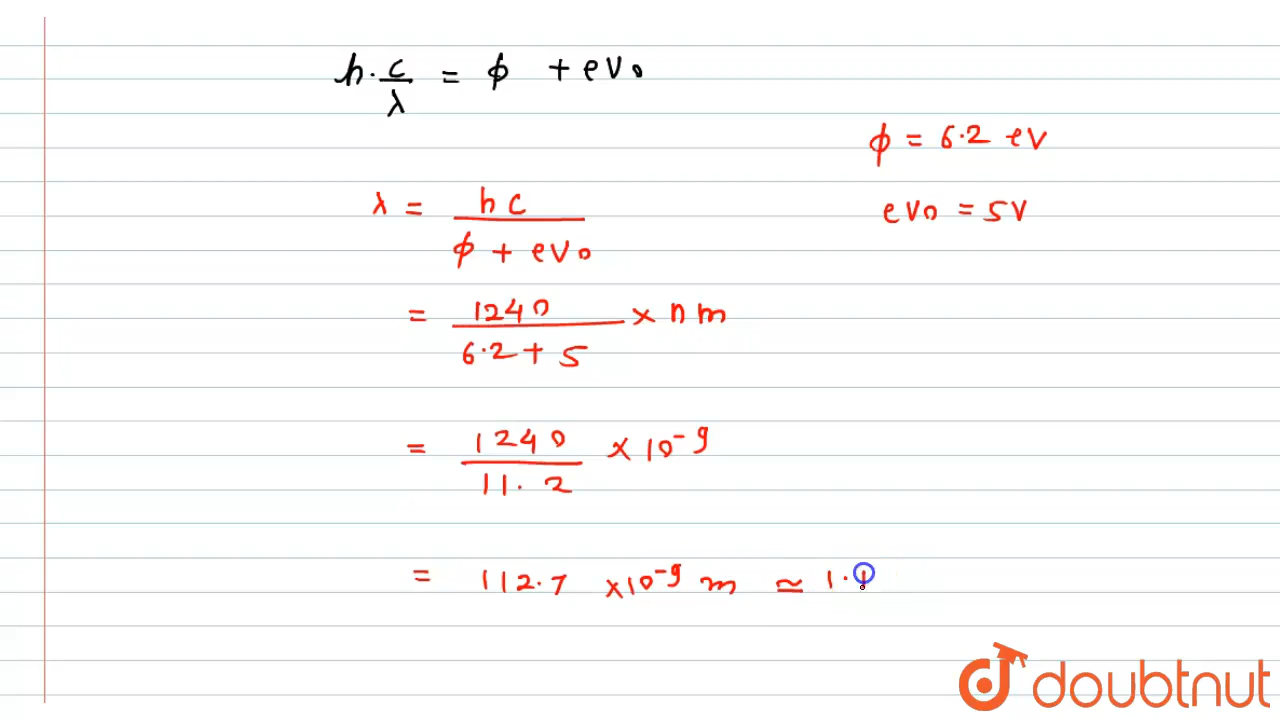 h·c/λ = ϕ + eV₀
ϕ = 6.2 eV
λ = hc/(ϕ + eV₀)
eV₀ = 5V
= 1240/(6.2 + 5) × nm
= 1240/11.2 × 10⁻⁹
= 112.7 × 10⁻⁹ m ≃ 1.1
doubtnut